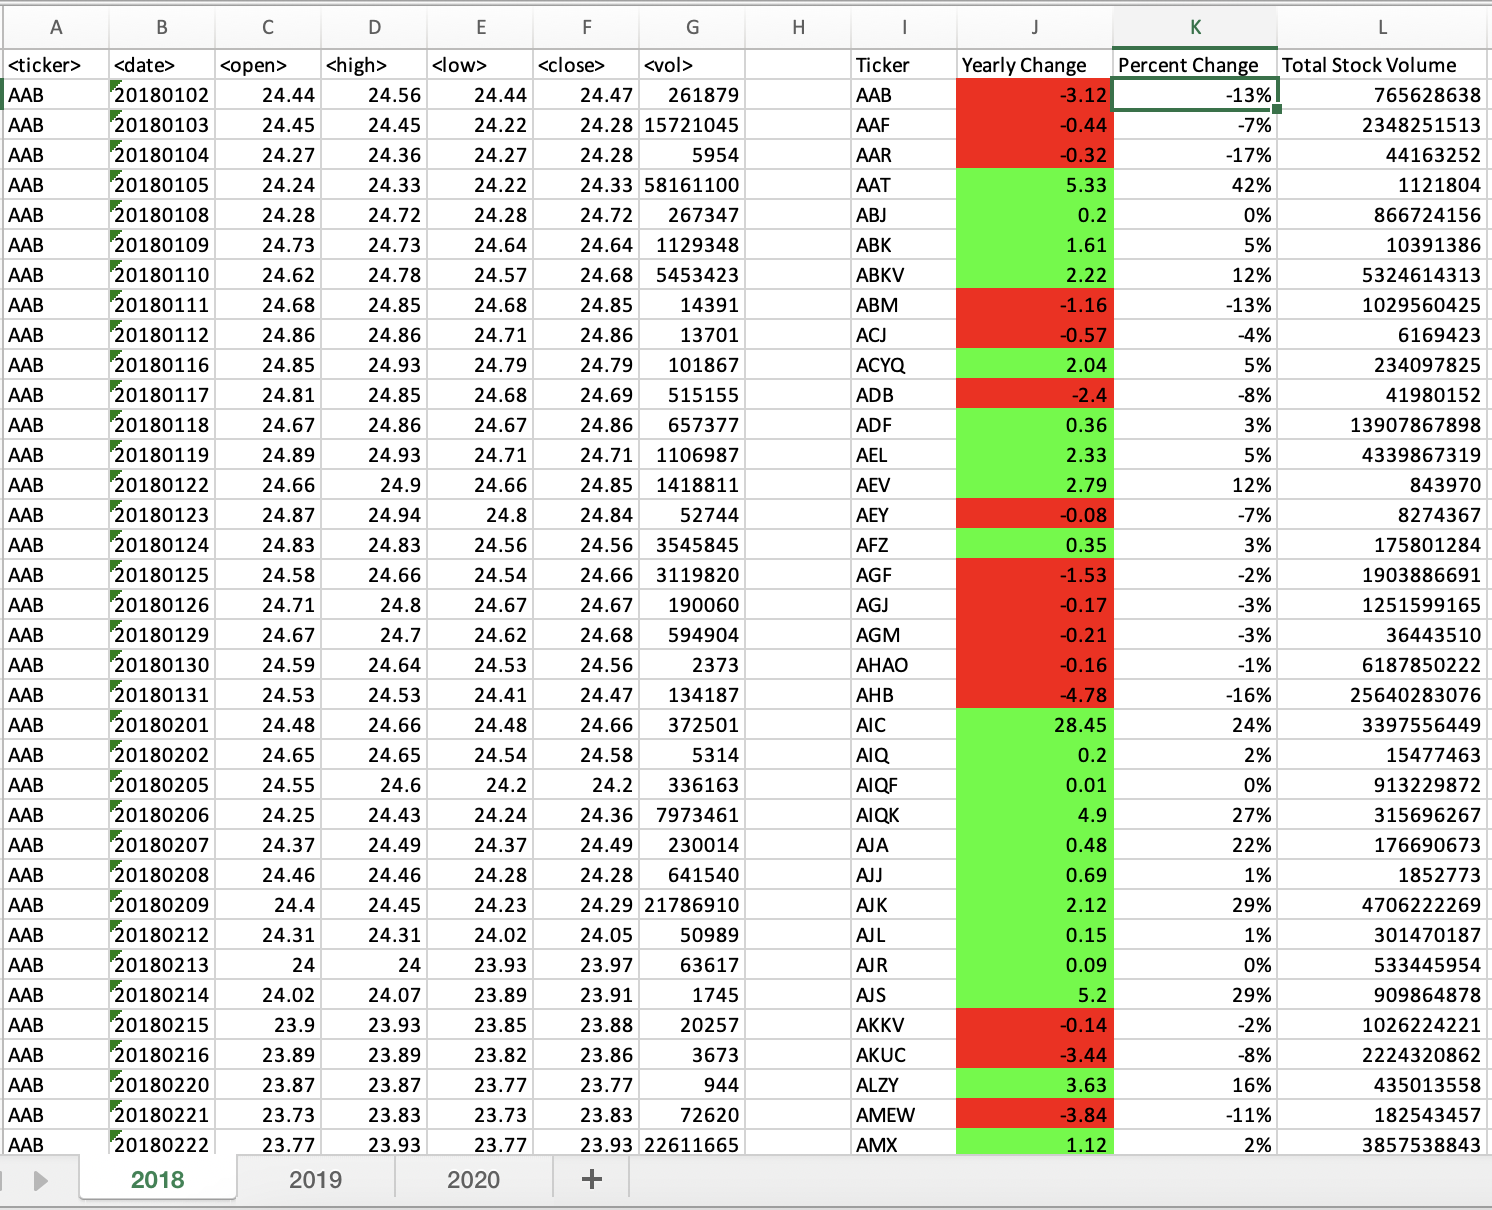 A B C D E F G H I J K L
<ticker> <date> <open> <high> <low> <close> <vol> Ticker Yearly Change Percent Change Total Stock Volume
AAB 20180102 24.44 24.56 24.44 24.47 261879 AAB -3.12 -13% 765628638
AAB 20180103 24.45 24.45 24.22 24.28 15721045 AAF -0.44 -7% 2348251513
AAB 20180104 24.27 24.36 24.27 24.28 5954 AAR -0.32 -17% 44163252
AAB 20180105 24.24 24.33 24.22 24.33 58161100 AAT 5.33 42% 1121804
AAB 20180108 24.28 24.72 24.28 24.72 267347 ABJ 0.2 0% 866724156
AAB 20180109 24.73 24.73 24.64 24.64 1129348 ABK 1.61 5% 10391386
AAB 20180110 24.62 24.78 24.57 24.68 5453423 ABKV 2.22 12% 5324614313
AAB 20180111 24.68 24.85 24.68 24.85 14391 ABM -1.16 -13% 1029560425
AAB 20180112 24.86 24.86 24.71 24.86 13701 ACJ -0.57 -4% 6169423
AAB 20180116 24.85 24.93 24.79 24.79 101867 ACYQ 2.04 5% 234097825
AAB 20180117 24.81 24.85 24.68 24.69 515155 ADB -2.4 -8% 41980152
AAB 20180118 24.67 24.86 24.67 24.86 657377 ADF 0.36 3% 13907867898
AAB 20180119 24.89 24.93 24.71 24.71 1106987 AEL 2.33 5% 4339867319
AAB 20180122 24.66 24.9 24.66 24.85 1418811 AEV 2.79 12% 843970
AAB 20180123 24.87 24.94 24.8 24.84 52744 AEY -0.08 -7% 8274367
AAB 20180124 24.83 24.83 24.56 24.56 3545845 AFZ 0.35 3% 175801284
AAB 20180125 24.58 24.66 24.54 24.66 3119820 AGF -1.53 -2% 1903886691
AAB 20180126 24.71 24.8 24.67 24.67 190060 AGJ -0.17 -3% 1251599165
AAB 20180129 24.67 24.7 24.62 24.68 594904 AGM -0.21 -3% 36443510
AAB 20180130 24.59 24.64 24.53 24.56 2373 AHAO -0.16 -1% 6187850222
AAB 20180131 24.53 24.53 24.41 24.47 134187 AHB -4.78 -16% 25640283076
AAB 20180201 24.48 24.66 24.48 24.66 372501 AIC 28.45 24% 3397556449
AAB 20180202 24.65 24.65 24.54 24.58 5314 AIQ 0.2 2% 15477463
AAB 20180205 24.55 24.6 24.2 24.2 336163 AIQF 0.01 0% 913229872
AAB 20180206 24.25 24.43 24.24 24.36 7973461 AIQK 4.9 27% 315696267
AAB 20180207 24.37 24.49 24.37 24.49 230014 AJA 0.48 22% 176690673
AAB 20180208 24.46 24.46 24.28 24.28 641540 AJJ 0.69 1% 1852773
AAB 20180209 24.4 24.45 24.23 24.29 21786910 AJK 2.12 29% 4706222269
AAB 20180212 24.31 24.31 24.02 24.05 50989 AJL 0.15 1% 301470187
AAB 20180213 24 24 23.93 23.97 63617 AJR 0.09 0% 533445954
AAB 20180214 24.02 24.07 23.89 23.91 1745 AJS 5.2 29% 909864878
AAB 20180215 23.9 23.93 23.85 23.88 20257 AKKV -0.14 -2% 1026224221
AAB 20180216 23.89 23.89 23.82 23.86 3673 AKUC -3.44 -8% 2224320862
AAB 20180220 23.87 23.87 23.77 23.77 944 ALZY 3.63 16% 435013558
AAB 20180221 23.73 23.83 23.73 23.83 72620 AMEW -3.84 -11% 182543457
AAB 20180222 23.77 23.93 23.77 23.93 22611665 AMX 1.12 2% 3857538843
2018 2019 2020 +